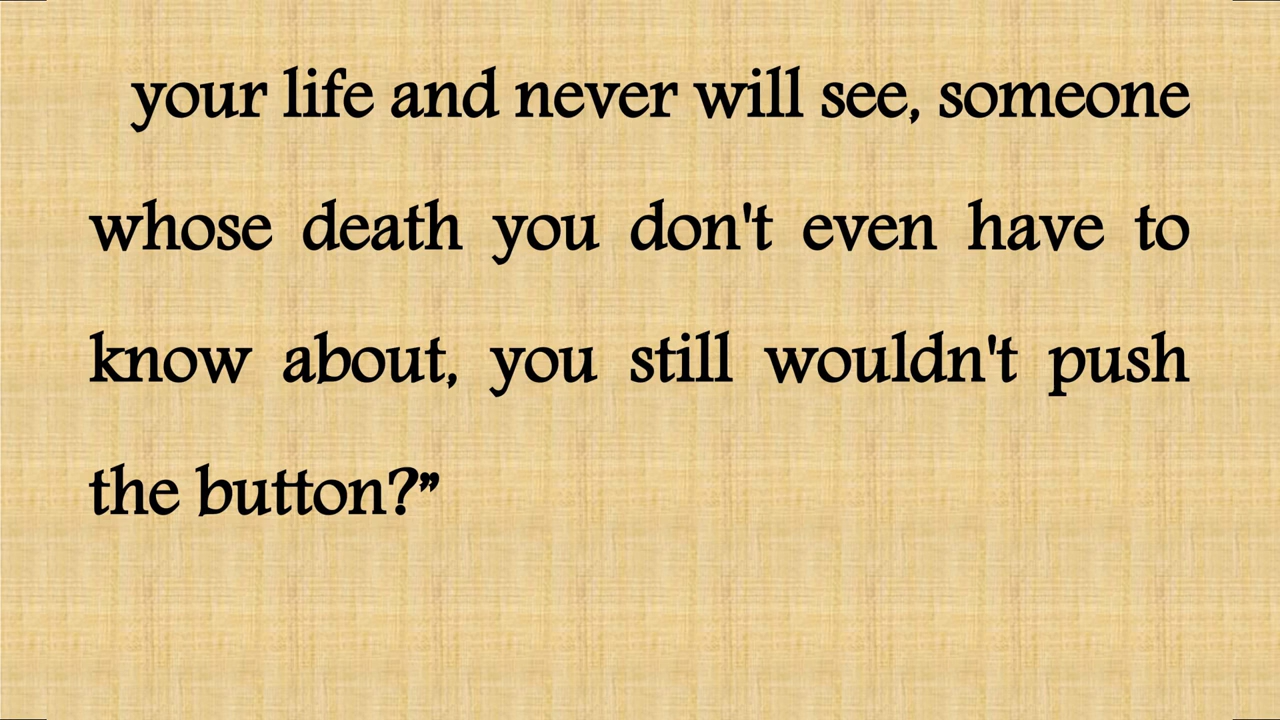 your life and never will see, someone
whose death you don't even have to
know about, you still wouldn't push
the button?”